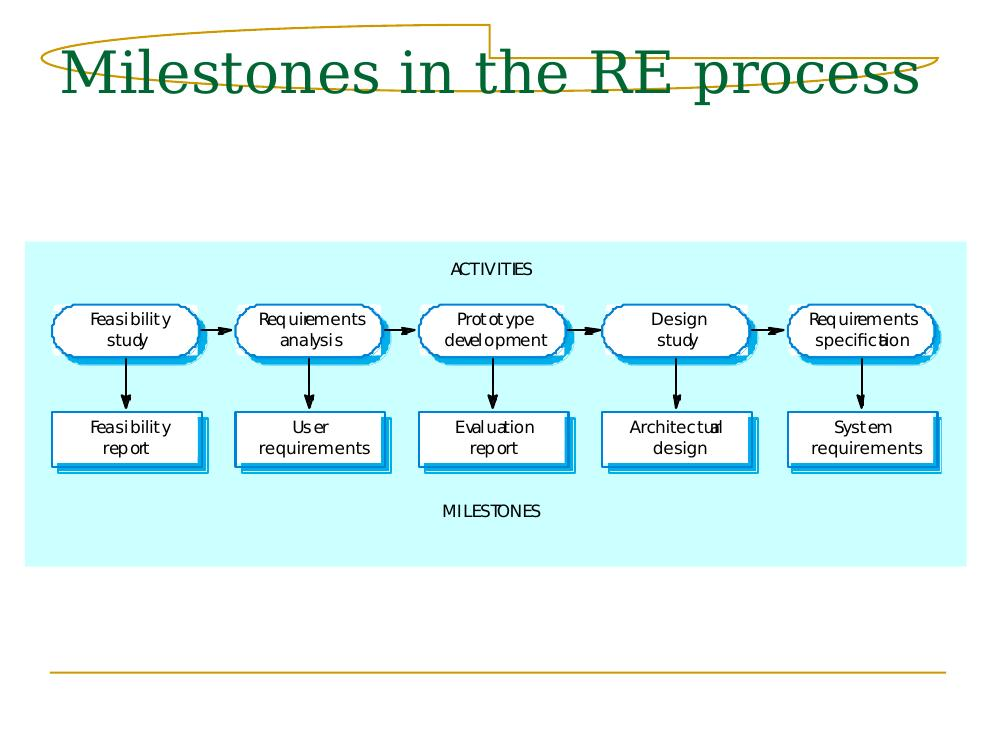 Milestones in the RE process
ACTIVITIES
Feasibility
study
Requirements
analysis
Prototype
development
Design
study
Requirements
specification
Feasibility
report
User
requirements
Evaluation
report
Architectural
design
System
requirements
MILESTONES